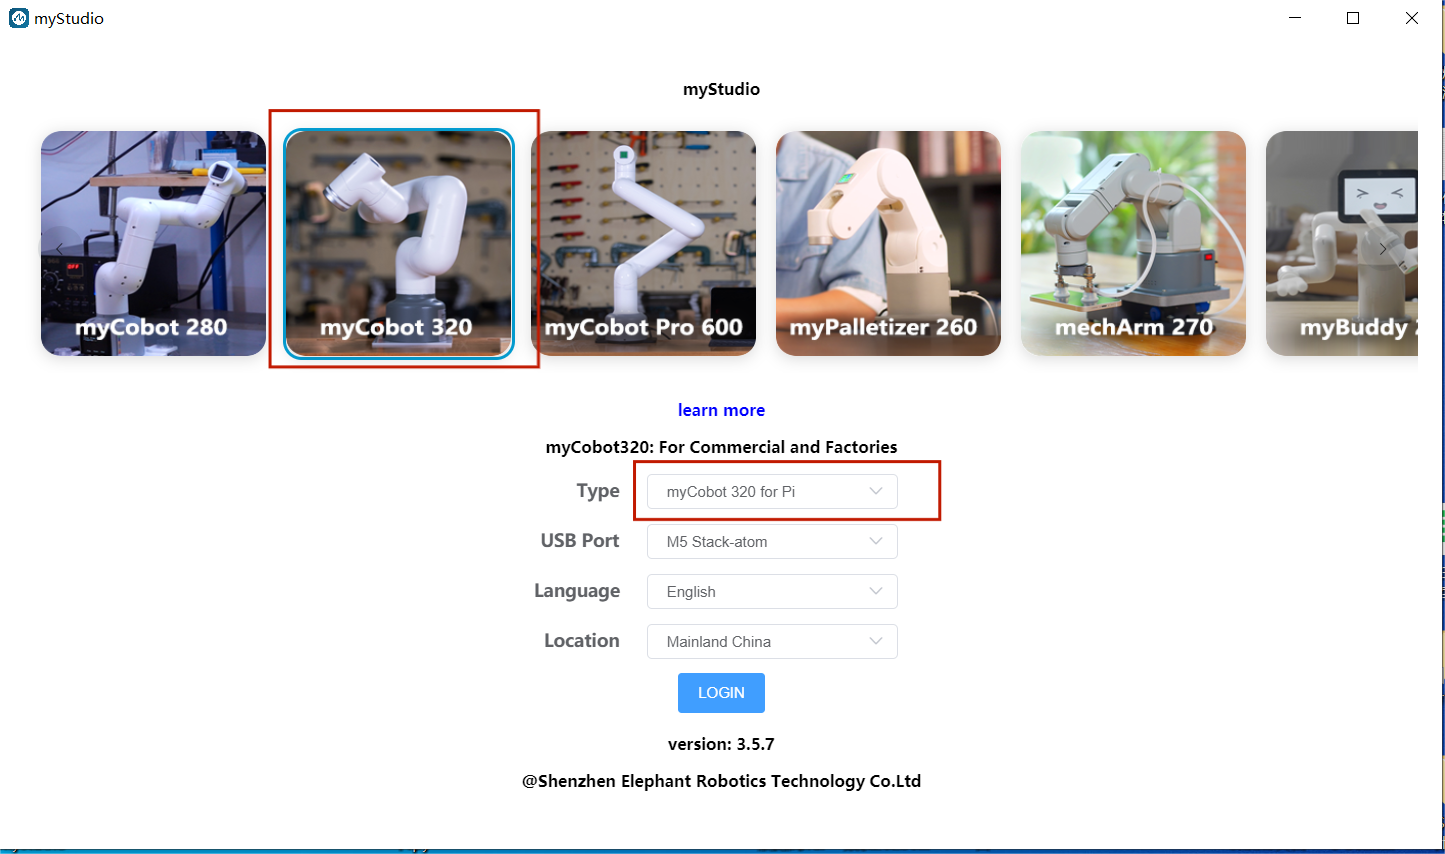 myStudio
myStudio
myCobot 280
myCobot 320
myCobot Pro 600
myPalletizer 260
mechArm 270
myBuddy
learn more
myCobot320: For Commercial and Factories
Type myCobot 320 for Pi
USB Port M5 Stack-atom
Language English
Location Mainland China
LOGIN
version: 3.5.7
@Shenzhen Elephant Robotics Technology Co.Ltd